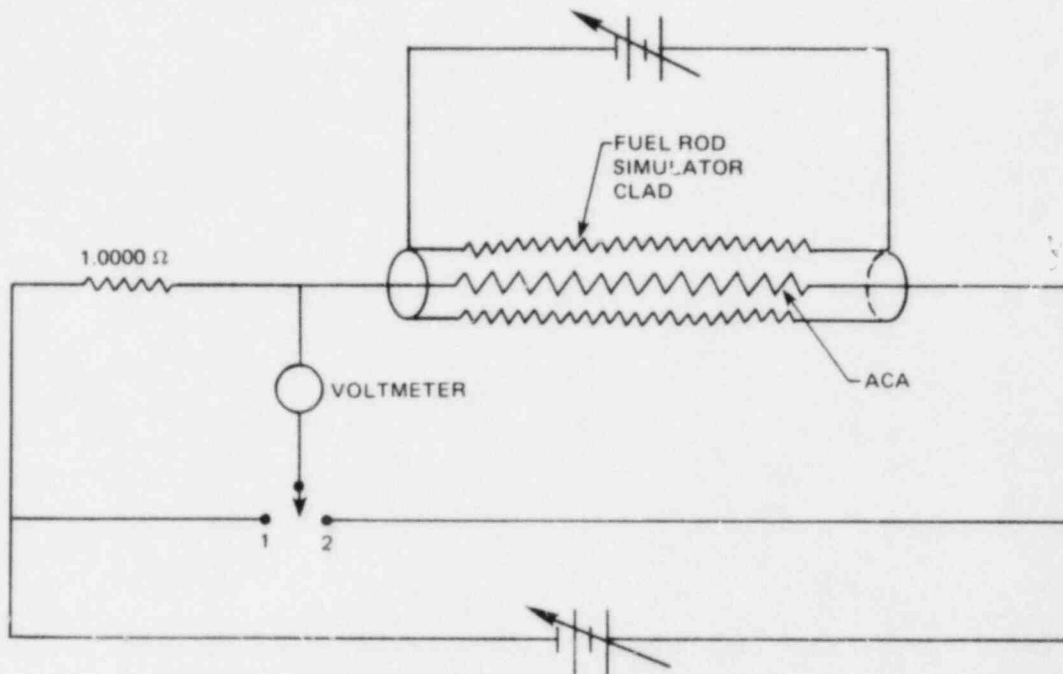 FUEL ROD
SIMULATOR
CLAD
1.0000 Ω
VOLTMETER
ACA
1 2